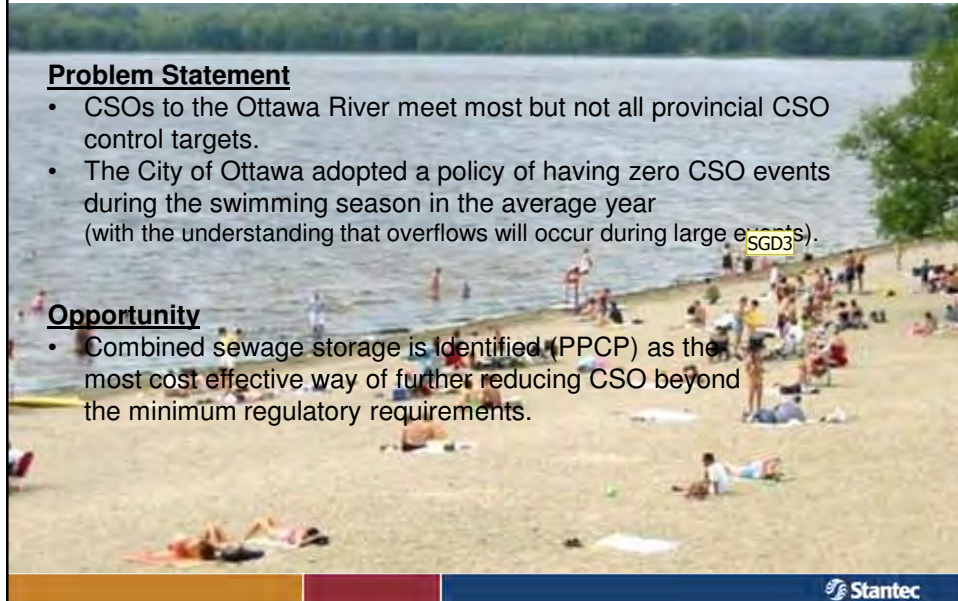 Problem Statement
• CSOs to the Ottawa River meet most but not all provincial CSO
control targets.
• The City of Ottawa adopted a policy of having zero CSO events
during the swimming season in the average year
(with the understanding that overflows will occur during large events).
SGD3
Opportunity
• Combined sewage storage is identified (PPCP) as the
most cost effective way of further reducing CSO beyond
the minimum regulatory requirements.
Stantec